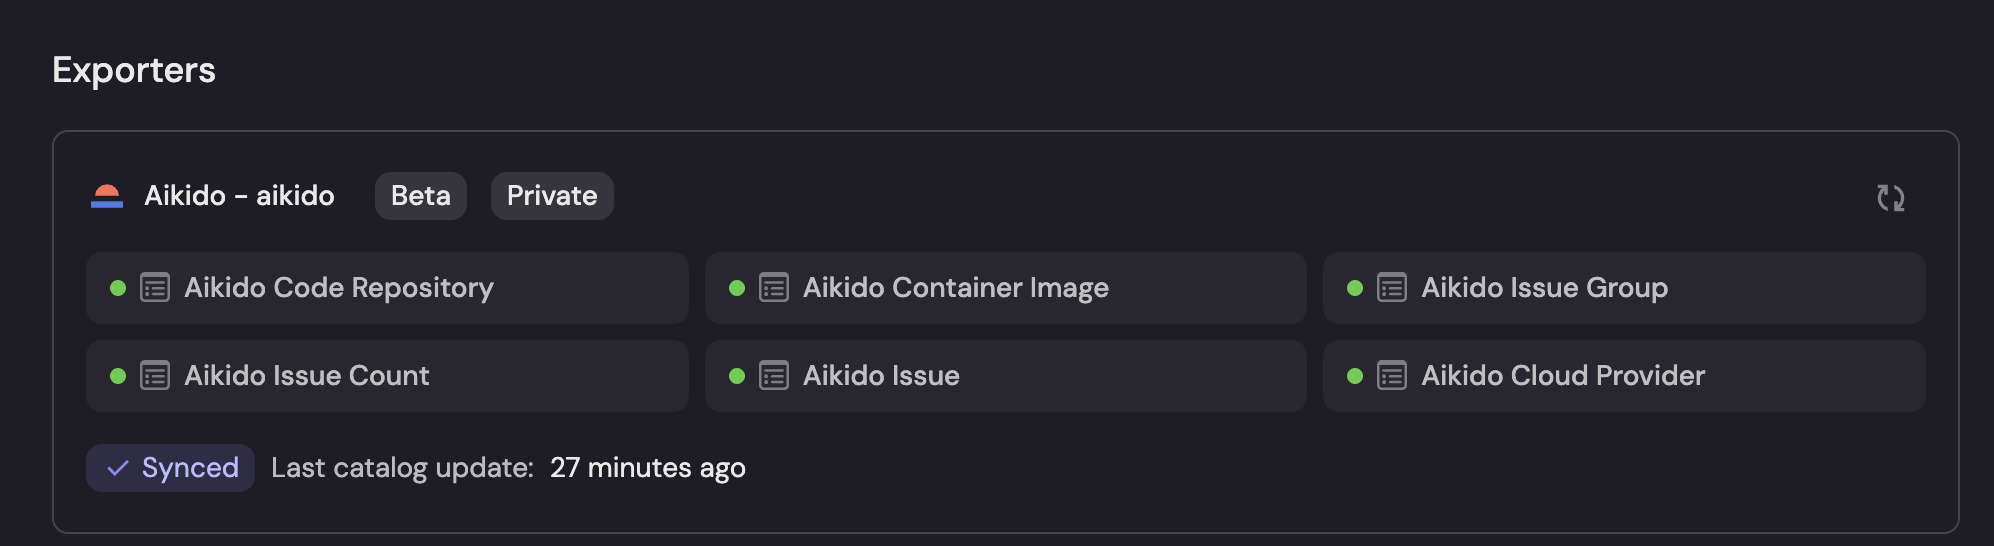 Exporters
Aikido - aikido Beta Private
Aikido Code Repository Aikido Container Image Aikido Issue Group
Aikido Issue Count Aikido Issue Aikido Cloud Provider
Synced Last catalog update: 27 minutes ago